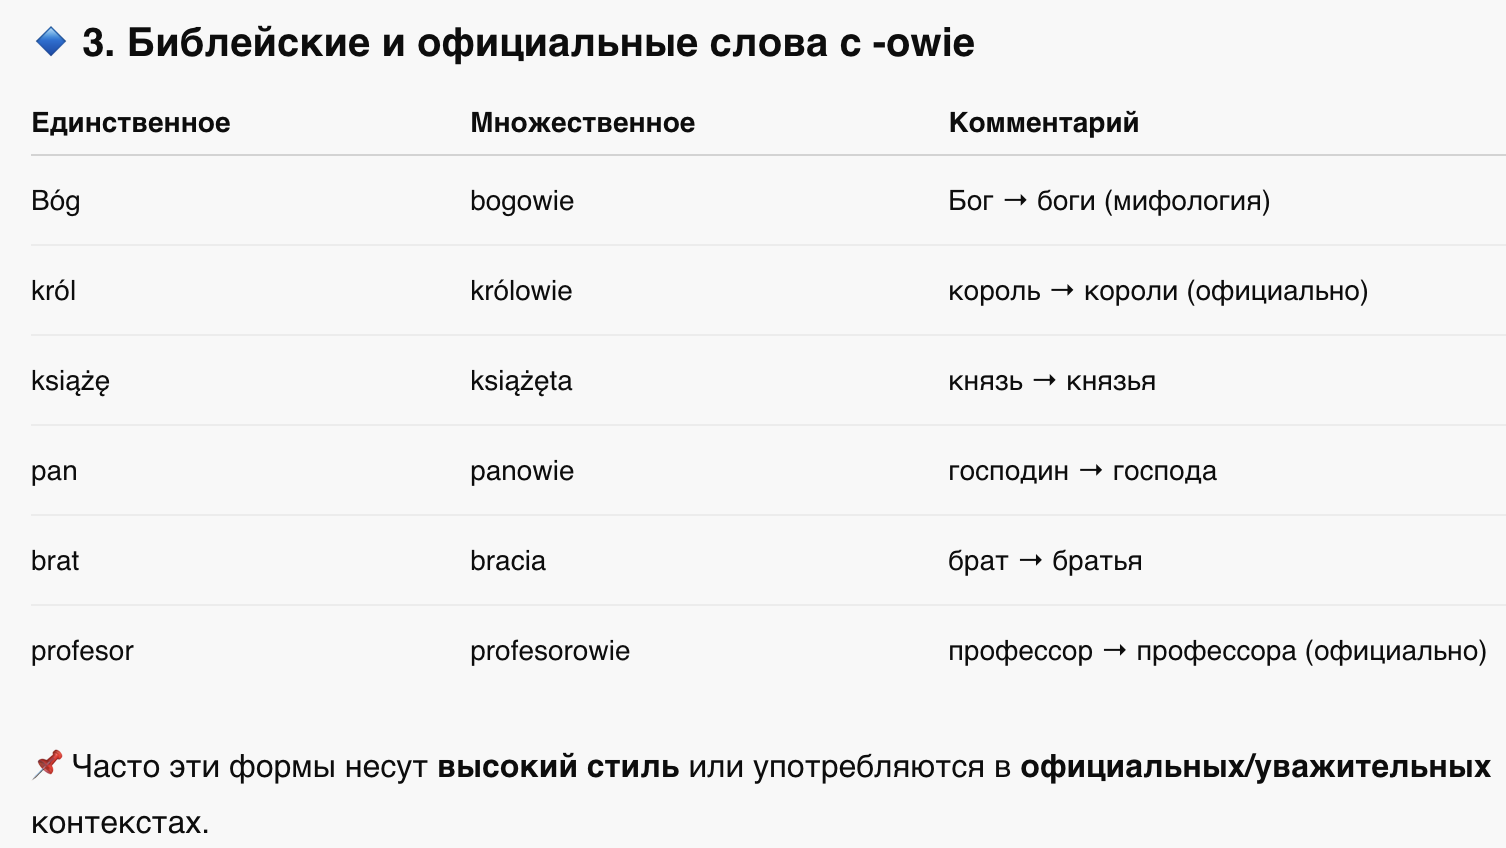 🔷 3. Библейские и официальные слова с -owie
Единственное Множественное Комментарий
Bóg bogowie Бог → боги (мифология)
król królowie король → короли (официально)
książę książęta князь → князья
pan panowie господин → господа
brat bracia брат → братья
profesor profesorowie профессор → профессора (официально)
📌 Часто эти формы несут высокий стиль или употребляются в официальных/уважительных
контекстах.